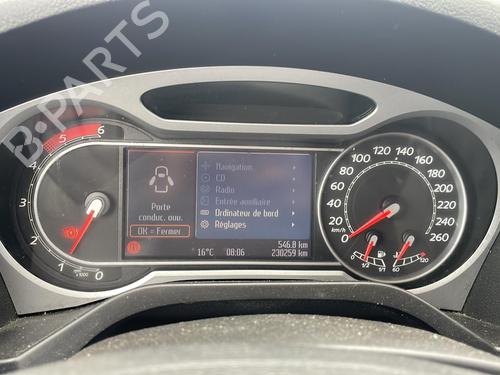 B-PARTS
Navigation
CD
Radio
Entrée auxiliaire
Ordinateur de bord
Réglages
Porte
conduc. ouv.
OK = Fermer
546.8 km
16°C 08:06 230259 km
0
1
4
5
6
x1000
0
20
40
60
80
100
120
140
160
180
200
220
240
260
km/h
0
1/2
1/1
60
120